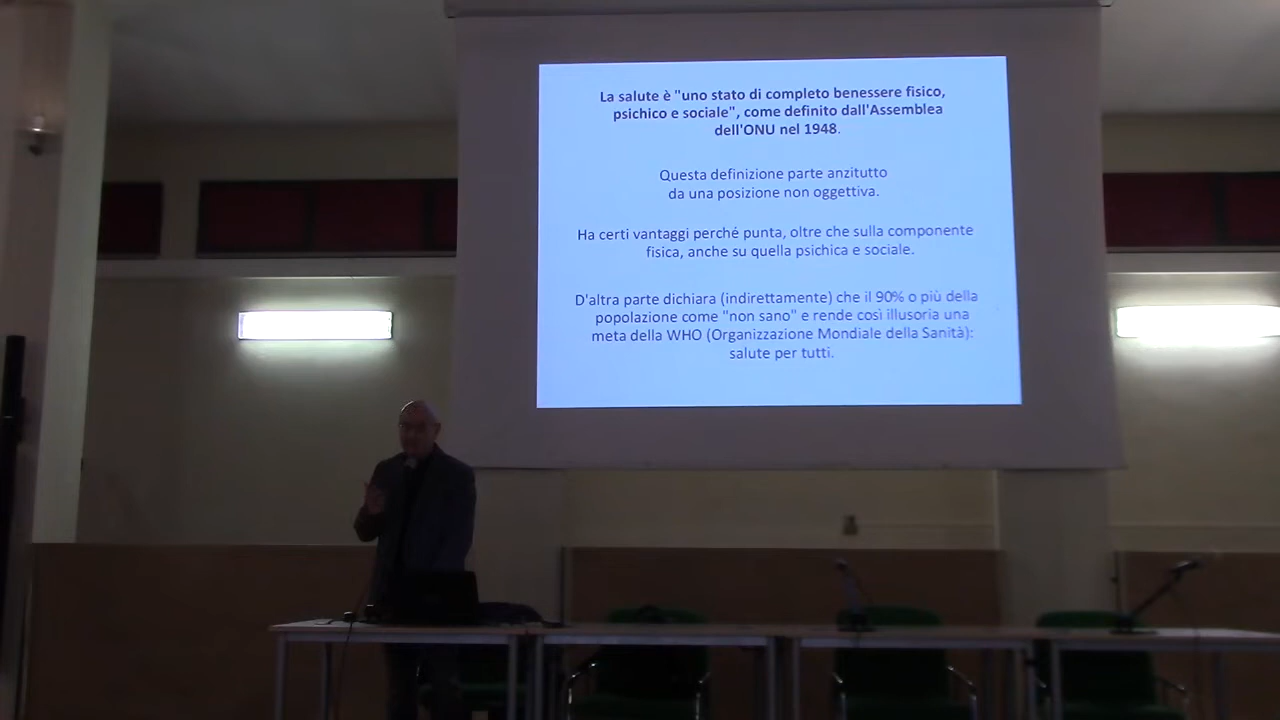 La salute è "uno stato di completo benessere fisico,
psichico e sociale", come definito dall'Assemblea
dell'ONU nel 1948.
Questa definizione parte anzitutto
da una posizione non oggettiva.
Ha certi vantaggi perché punta, oltre che sulla componente
fisica, anche su quella psichica e sociale.
D'altra parte dichiara (indirettamente) che il 90% o più della
popolazione come "non sano" e rende così illusoria una
meta della WHO (Organizzazione Mondiale della Sanità):
salute per tutti.